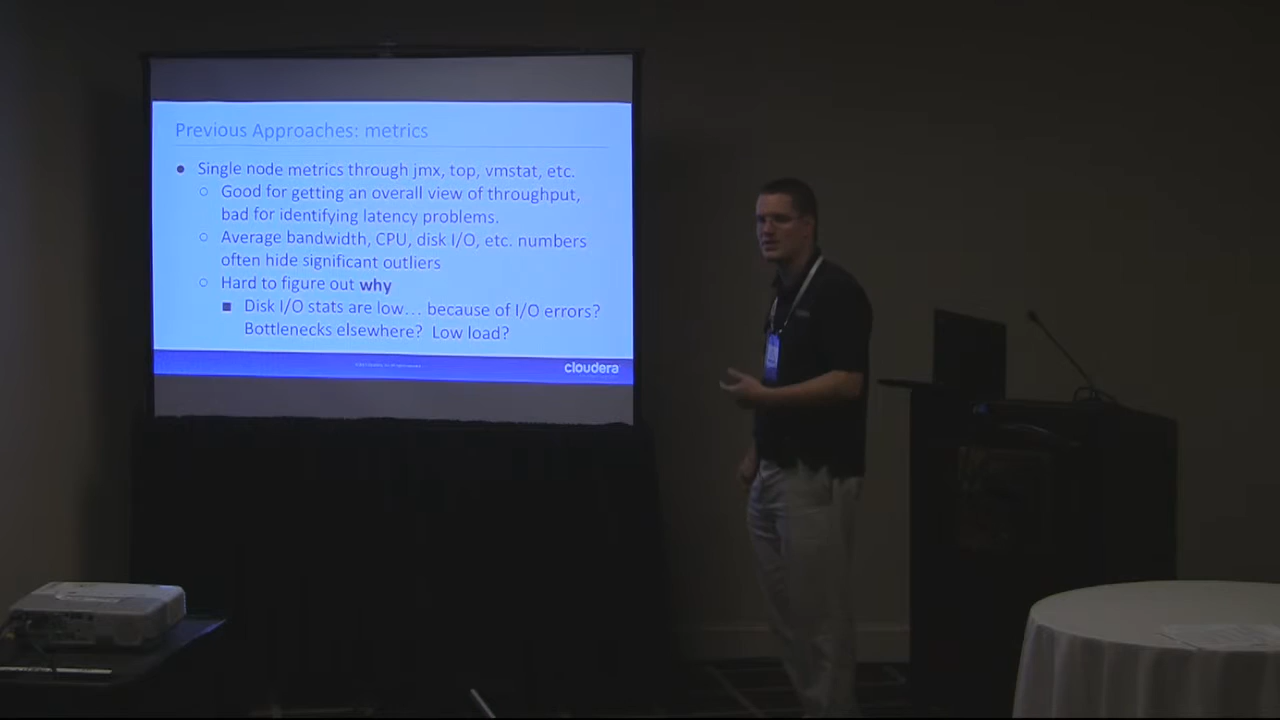 Previous Approaches: metrics
● Single node metrics through jmx, top, vmstat, etc.
○ Good for getting an overall view of throughput,
bad for identifying latency problems.
○ Average bandwidth, CPU, disk I/O, etc. numbers
often hide significant outliers
○ Hard to figure out why
■ Disk I/O stats are low… because of I/O errors?
Bottlenecks elsewhere? Low load?
cloudera